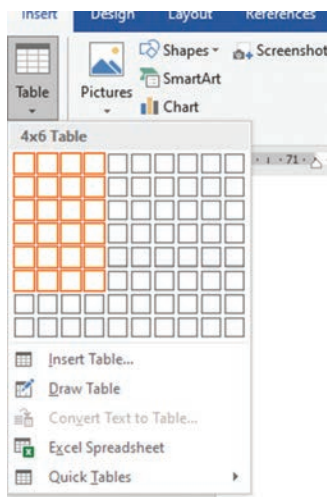 Insert Design Layout References
Table
Pictures
Shapes
SmartArt
Chart
Screenshot
4x6 Table
71
Insert Table...
Draw Table
Convert Text to Table...
Excel Spreadsheet
Quick Tables